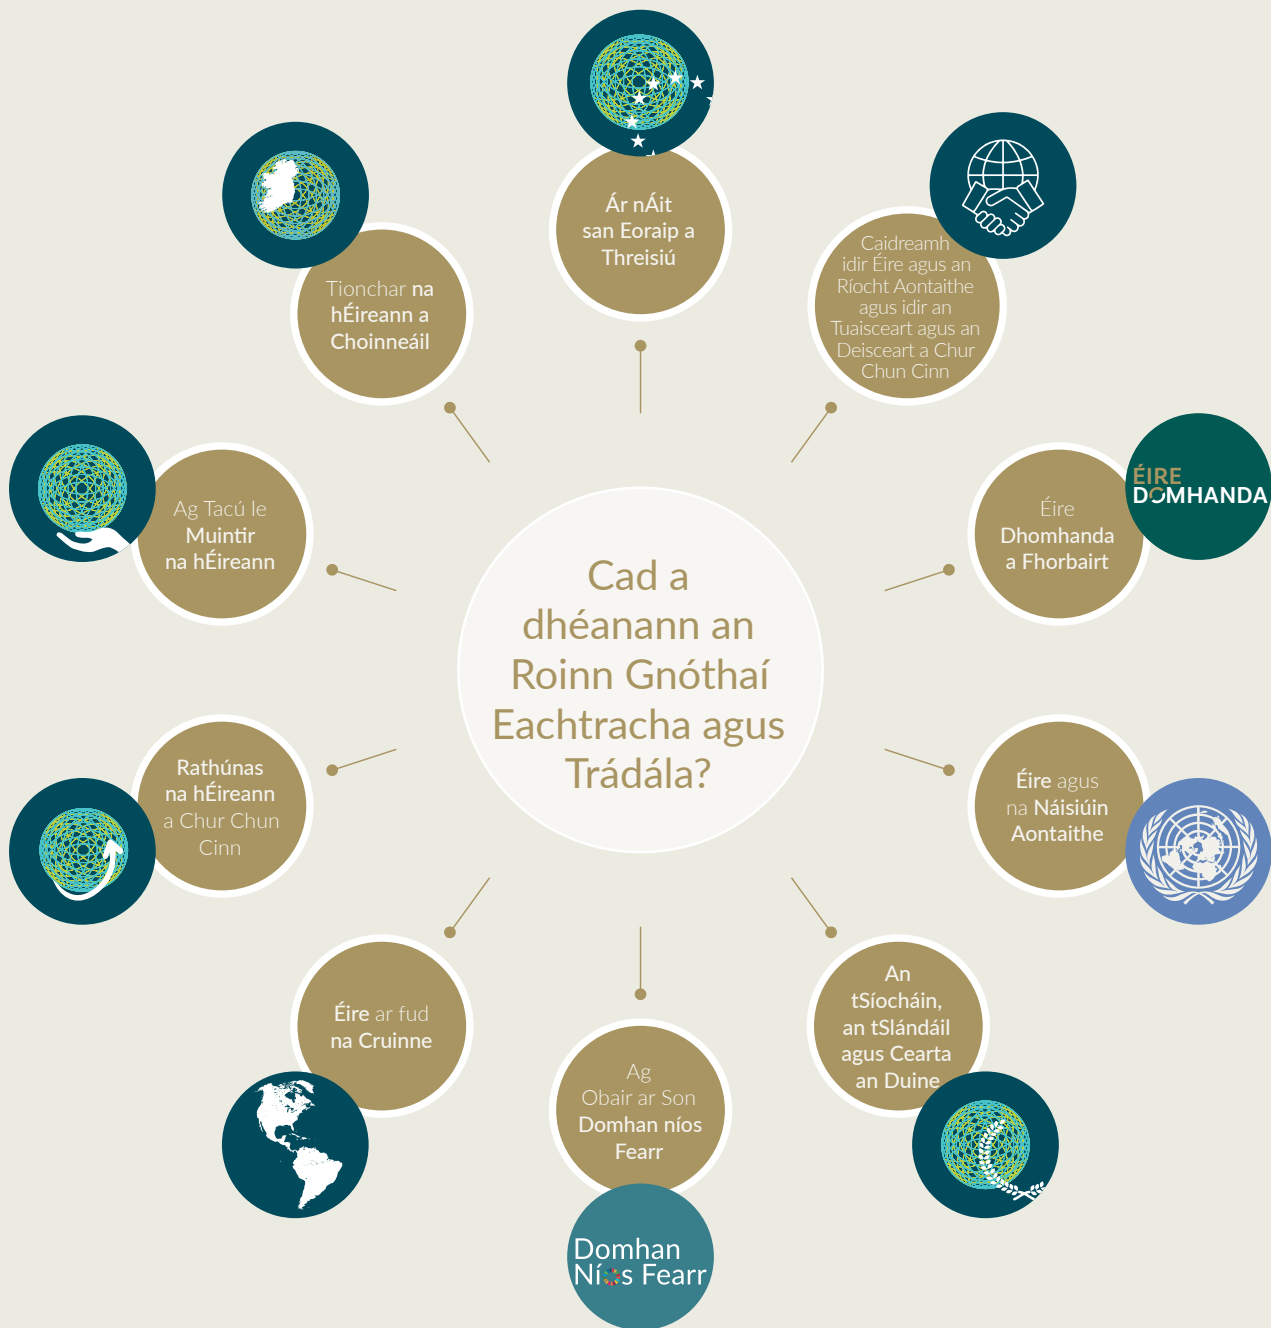 Ár nÁit
san Eoraip a
Threisiú
Caidreamh
idir Éire agus an
Ríocht Aontaithe
agus idir an
Tuaisceart agus an
Deisceart a Chur
Chun Cinn
Tionchar na
hÉireann a
Choinneáil
ÉIRE
DOMHANDA
Éire
Dhomhanda
a Fhorbairt
Ag Tacú le
Muintir
na hÉireann
Cad a
dhéanann an
Roinn Gnóthaí
Eachtracha agus
Trádála?
Rathúnas
na hÉireann
a Chur Chun
Cinn
Éire agus
na Náisiúin
Aontaithe
Éire ar fud
na Cruinne
An
tSíocháin,
an tSlándáil
agus Cearta
an Duine
Ag
Obair ar Son
Domhan níos
Fearr
Domhan
Níos Fearr